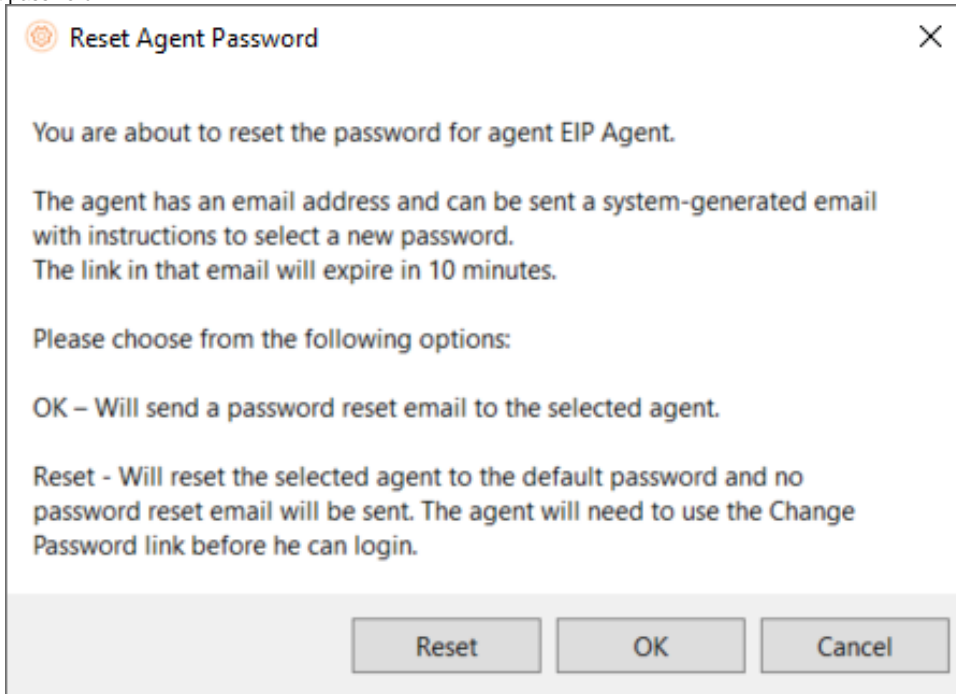 Reset Agent Password
You are about to reset the password for agent EIP Agent.
The agent has an email address and can be sent a system-generated email
with instructions to select a new password.
The link in that email will expire in 10 minutes.
Please choose from the following options:
OK – Will send a password reset email to the selected agent.
Reset - Will reset the selected agent to the default password and no
password reset email will be sent. The agent will need to use the Change
Password link before he can login.
Reset
OK
Cancel